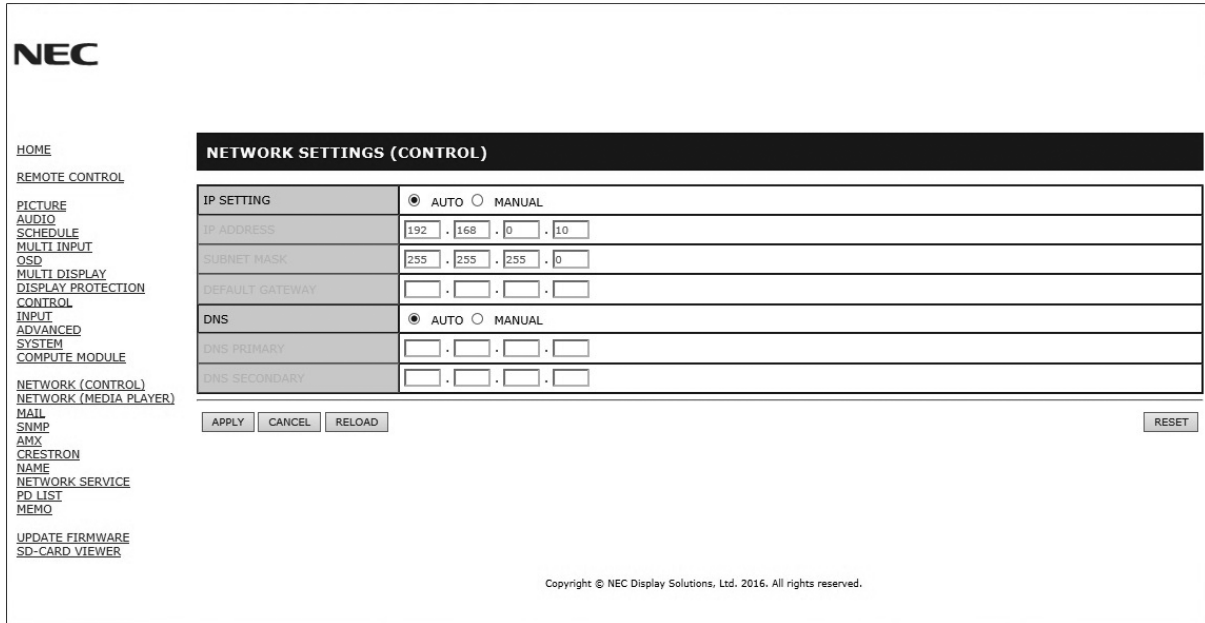 NEC
HOME
REMOTE CONTROL
PICTURE
AUDIO
SCHEDULE
MULTI INPUT
OSD
MULTI DISPLAY
DISPLAY PROTECTION
CONTROL
INPUT
ADVANCED
SYSTEM
COMPUTE MODULE
NETWORK (CONTROL)
NETWORK (MEDIA PLAYER)
MAIL
SNMP
AMX
CRESTRON
NAME
NETWORK SERVICE
PD LIST
MEMO
UPDATE FIRMWARE
SD-CARD VIEWER
NETWORK SETTINGS (CONTROL)
IP SETTING AUTO MANUAL
IP ADDRESS 192 . 168 . 0 . 10
SUBNET MASK 255 . 255 . 255 . 0
DEFAULT GATEWAY . . .
DNS AUTO MANUAL
DNS PRIMARY . . .
DNS SECONDARY . . .
APPLY CANCEL RELOAD RESET
Copyright © NEC Display Solutions, Ltd. 2016. All rights reserved.